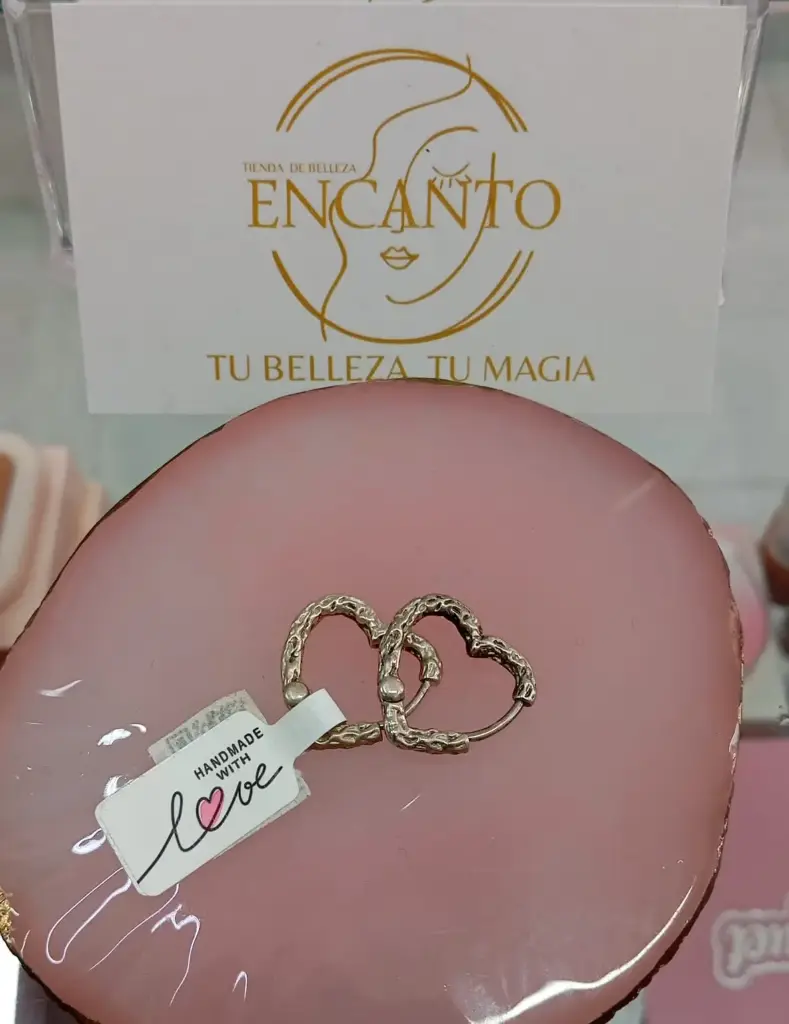 TIENDA DE BELLEZA
ENCANTO
TU BELLEZA TU MAGIA
HANDMADE
WITH
love